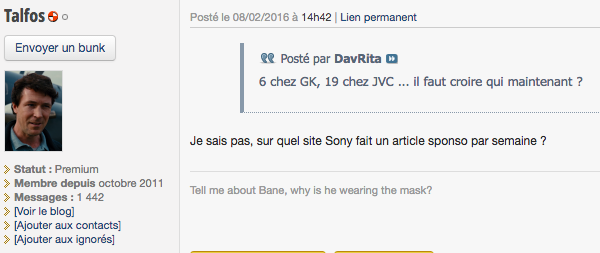 Talfos
Envoyer un bunk
Statut : Premium
Membre depuis octobre 2011
Messages : 1 442
[Voir le blog]
[Ajouter aux contacts]
[Ajouter aux ignorés]
Posté le 08/02/2016 à 14h42 | Lien permanent
Posté par DavRita
6 chez GK, 19 chez JVC ... il faut croire qui maintenant ?
Je sais pas, sur quel site Sony fait un article sponso par semaine ?
Tell me about Bane, why is he wearing the mask?